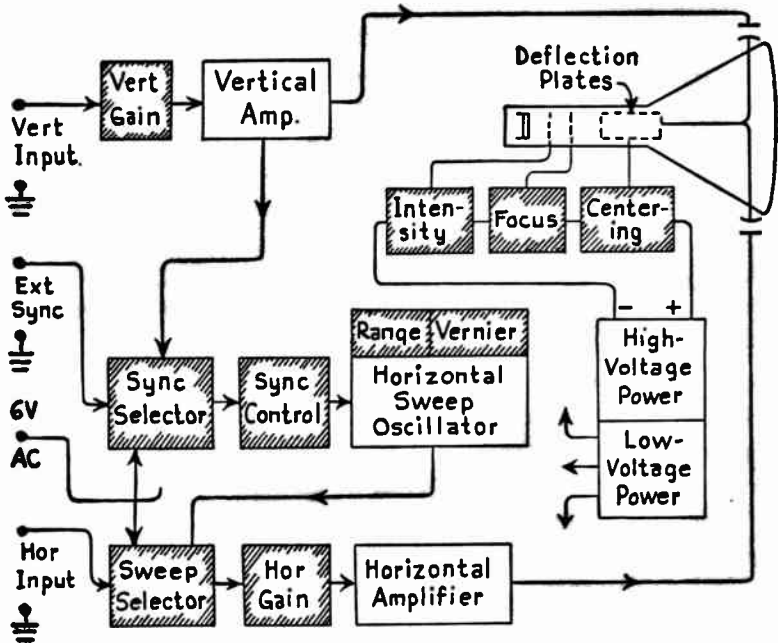 Vert
Gain
Vertical
Amp.
Vert
Input.
Deflection
Plates
Inten-
sity
Focus
Center-
ing
Ext
Sync
- +
High-
Voltage
Power
Range Vernier
Horizontal
Sweep
Oscillator
Sync
Selector
Sync
Control
6V
AC
Low-
Voltage
Power
Hor
Input
Sweep
Selector
Hor
Gain
Horizontal
Amplifier